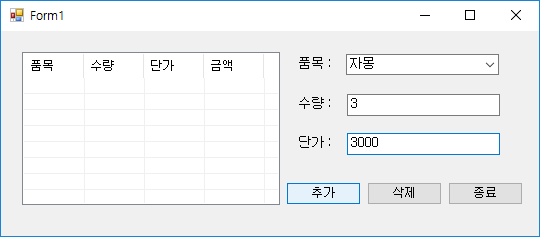 Form1
품목 수량 단가 금액
품목 : 자몽
수량 : 3
단가 : 3000
추가 삭제 종료